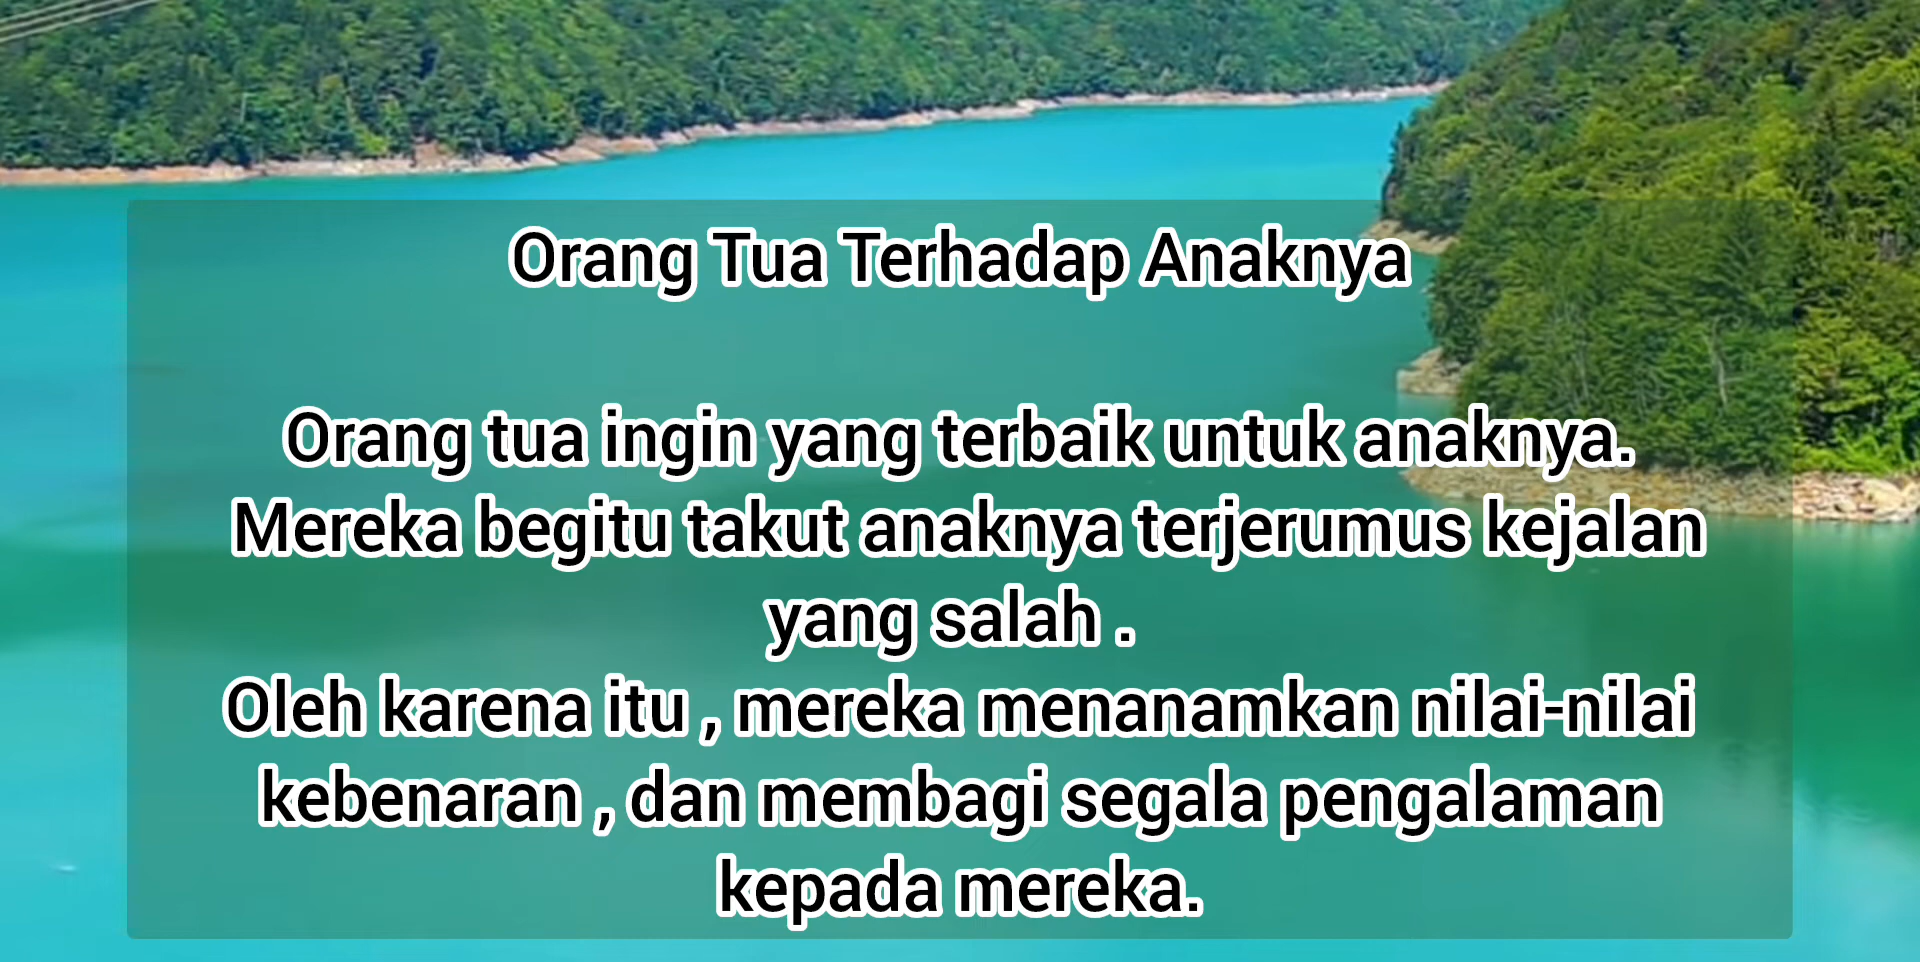 Orang Tua Terhadap Anaknya
Orang tua ingin yang terbaik untuk anaknya.
Mereka begitu takut anaknya terjerumus kejalan
yang salah .
Oleh karena itu , mereka menanamkan nilai-nilai
kebenaran , dan membagi segala pengalaman
kepada mereka.